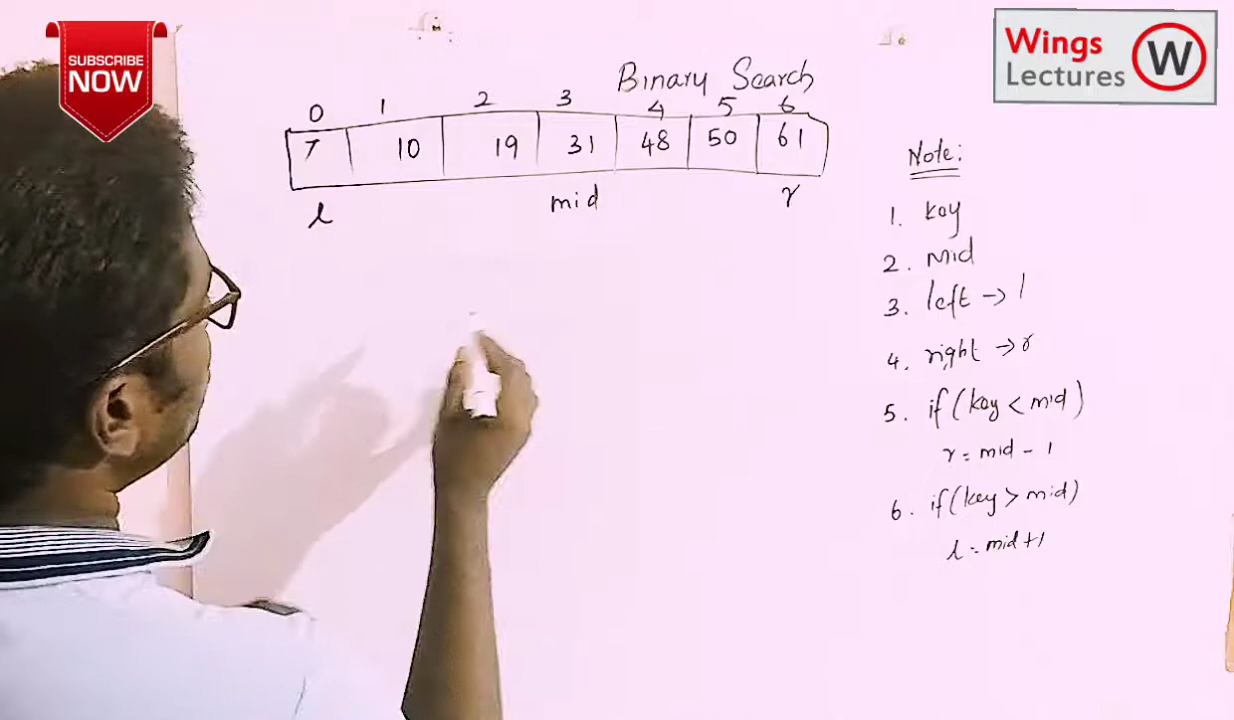 SUBSCRIBE
NOW
Wings
Lectures
W
Binary Search
0 1 2 3 4 5 6
7 10 19 31 48 50 61
l mid r
Note:
1. key
2. mid
3. left → l
4. right → r
5. if (key < mid)
r = mid - 1
6. if (key > mid)
l = mid + 1